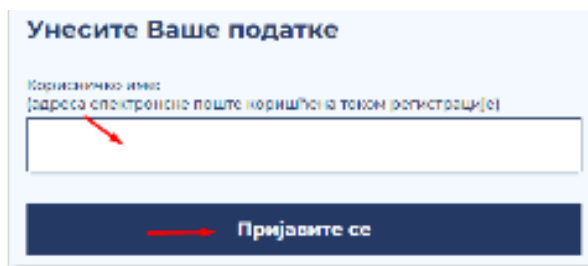 Унесите Ваше податке
Корисничко име:
(адреса електронске поште коришћена током регистрације)
Пријавите се